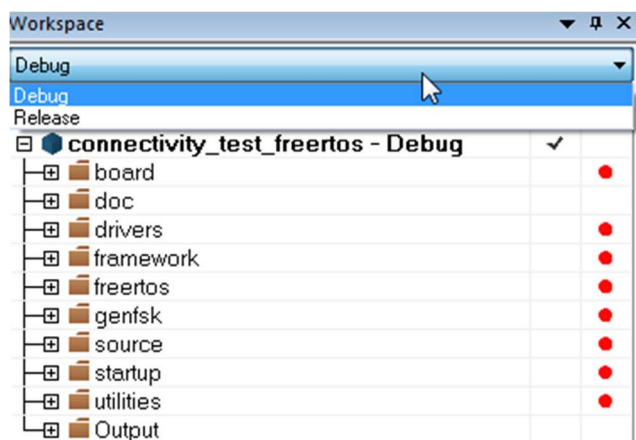 Workspace
Debug
Debug
Release
connectivity_test_freertos - Debug
board
doc
drivers
framework
freertos
genfsk
source
startup
utilities
Output